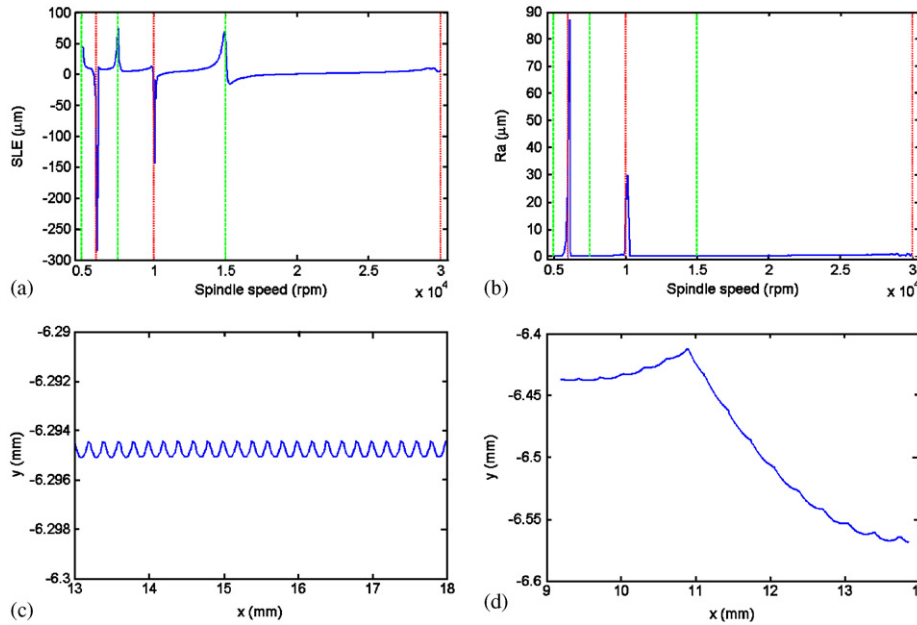 100
50
0
-50
-100
-150
-200
-250
-300
SLE (μm)
0.5 1 1.5 2 2.5 3
Spindle speed (rpm)
x 10⁴
(a)
90
80
70
60
50
40
30
20
10
0
Ra (μm)
0.5 1 1.5 2 2.5 3
Spindle speed (rpm)
x 10⁴
(b)
-6.29
-6.292
-6.294
-6.296
-6.298
-6.3
y (mm)
13 14 15 16 17 18
x (mm)
(c)
-6.4
-6.45
-6.5
-6.55
-6.6
y (mm)
9 10 11 12 13
x (mm)
(d)